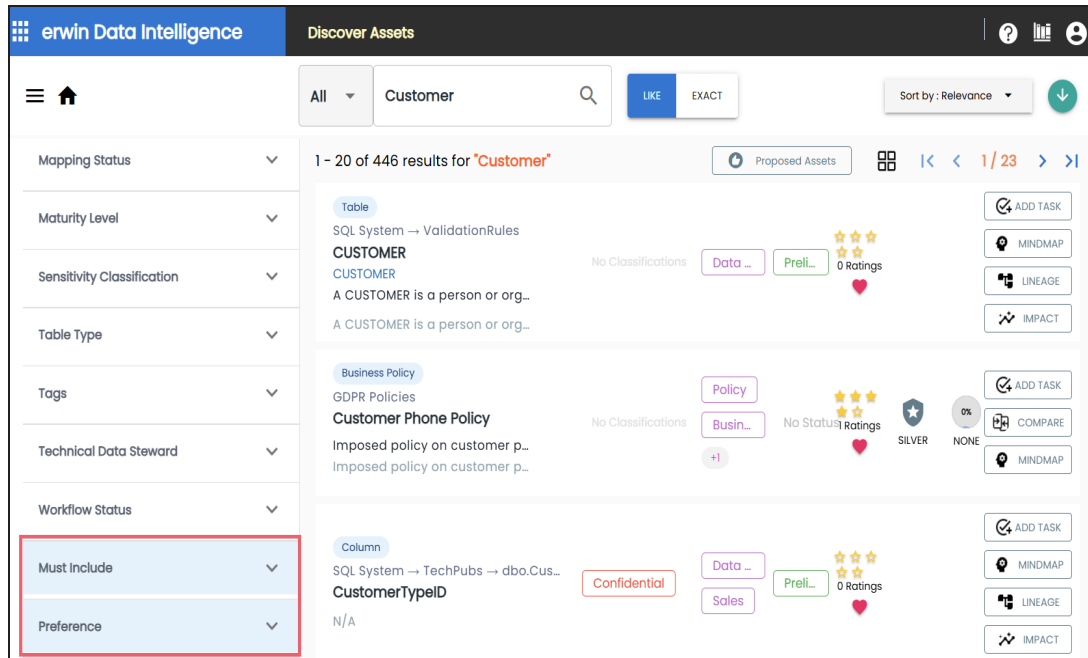 erwin Data Intelligence
Discover Assets
All
Customer
LIKE
EXACT
Sort by : Relevance
Mapping Status
Maturity Level
Sensitivity Classification
Table Type
Tags
Technical Data Steward
Workflow Status
Must Include
Preference
1 - 20 of 446 results for "Customer"
Proposed Assets
1 / 23
Table
SQL System → ValidationRules
CUSTOMER
CUSTOMER
A CUSTOMER is a person or org...
A CUSTOMER is a person or org...
No Classifications
Data ...
Preli...
0 Ratings
ADD TASK
MINDMAP
LINEAGE
IMPACT
Business Policy
GDPR Policies
Customer Phone Policy
Imposed policy on customer p...
Imposed policy on customer p...
No Classifications
Policy
Busin...
+1
No Status
1 Ratings
SILVER
0%
NONE
ADD TASK
COMPARE
MINDMAP
Column
SQL System → TechPubs → dbo.Cus...
CustomerTypeID
N/A
Confidential
Data ...
Sales
Preli...
0 Ratings
ADD TASK
MINDMAP
LINEAGE
IMPACT